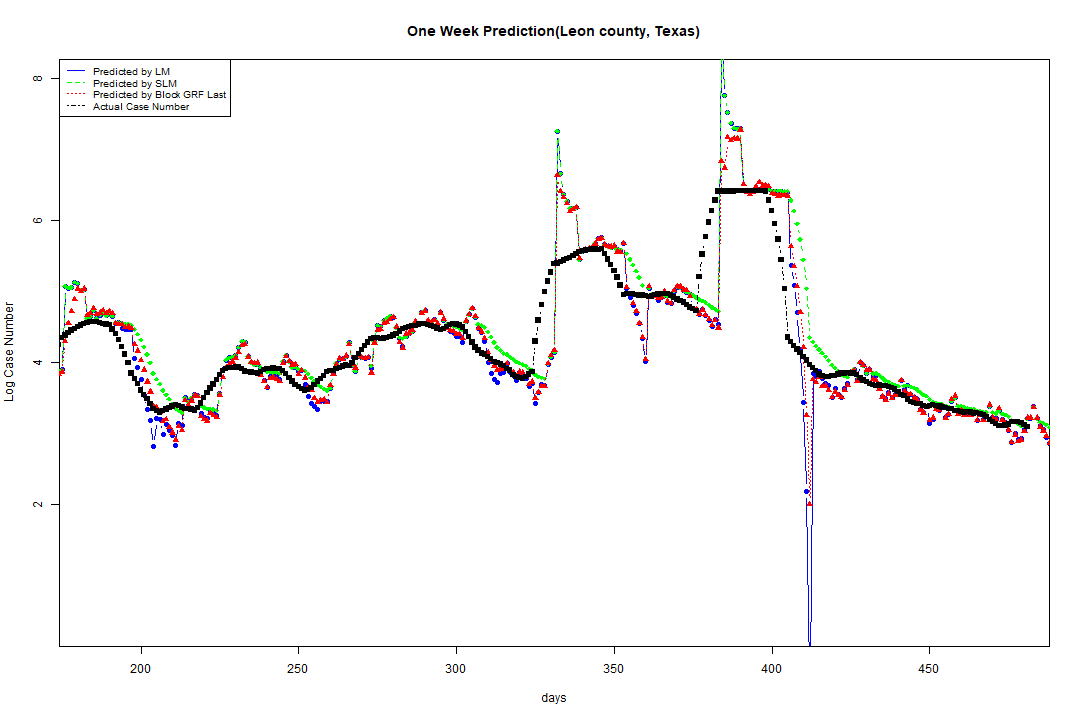 One Week Prediction(Leon county, Texas)
Predicted by LM
Predicted by SLM
Predicted by Block GRF Last
Actual Case Number
Log Case Number
8
6
4
2
200 250 300 350 400 450
days